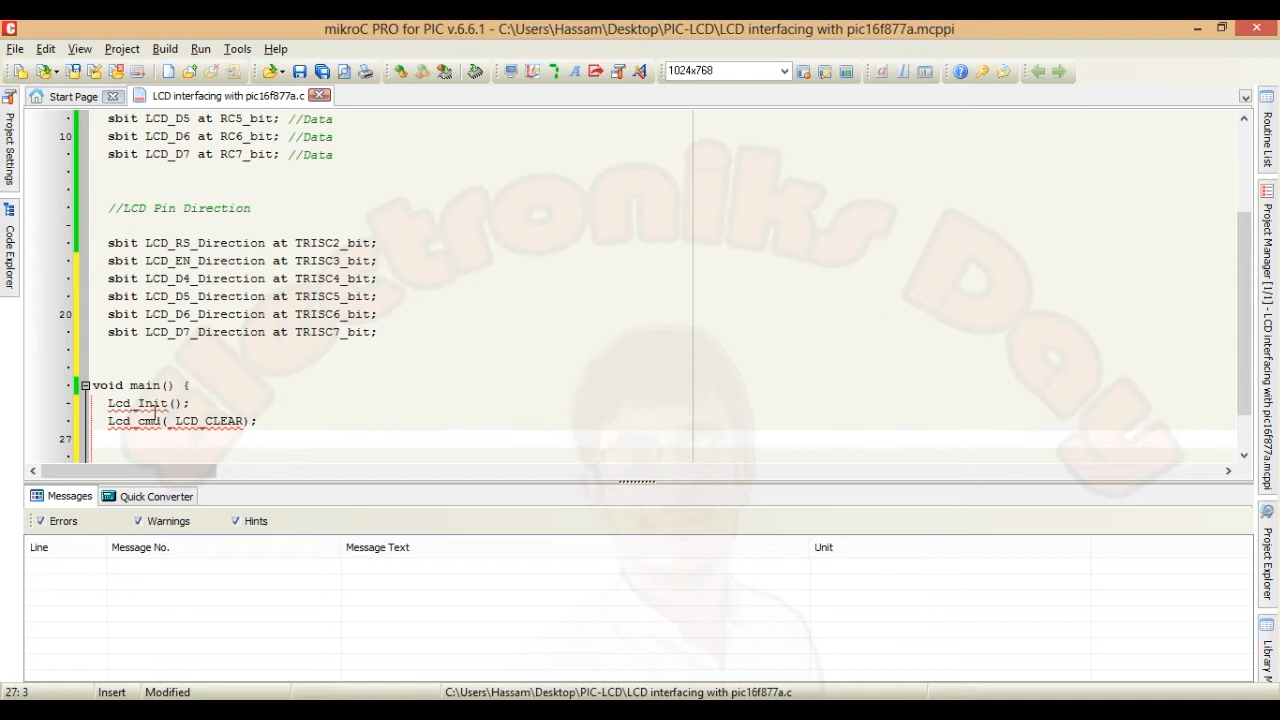 mikroC PRO for PIC v.6.6.1 - C:\Users\Hassam\Desktop\PIC-LCD\LCD interfacing with pic16f877a.mcppi
File Edit View Project Build Run Tools Help
1024x768
Start Page LCD interfacing with pic16f877a.c
Project Settings
Code Explorer
sbit LCD_D5 at RC5_bit; //Data
10 sbit LCD_D6 at RC6_bit; //Data
sbit LCD_D7 at RC7_bit; //Data
//LCD Pin Direction
sbit LCD_RS_Direction at TRISC2_bit;
sbit LCD_EN_Direction at TRISC3_bit;
sbit LCD_D4_Direction at TRISC4_bit;
sbit LCD_D5_Direction at TRISC5_bit;
20 sbit LCD_D6_Direction at TRISC6_bit;
sbit LCD_D7_Direction at TRISC7_bit;
void main() {
Lcd_Init();
Lcd_cmd(_LCD_CLEAR);
27
Electroniks Day
Routine List
Project Manager [1/1] - LCD interfacing with pic16f877a.mcppi
Project Explorer
Library M
Messages Quick Converter
Errors Warnings Hints
Line Message No. Message Text Unit
27: 3 Insert Modified C:\Users\Hassam\Desktop\PIC-LCD\LCD interfacing with pic16f877a.c